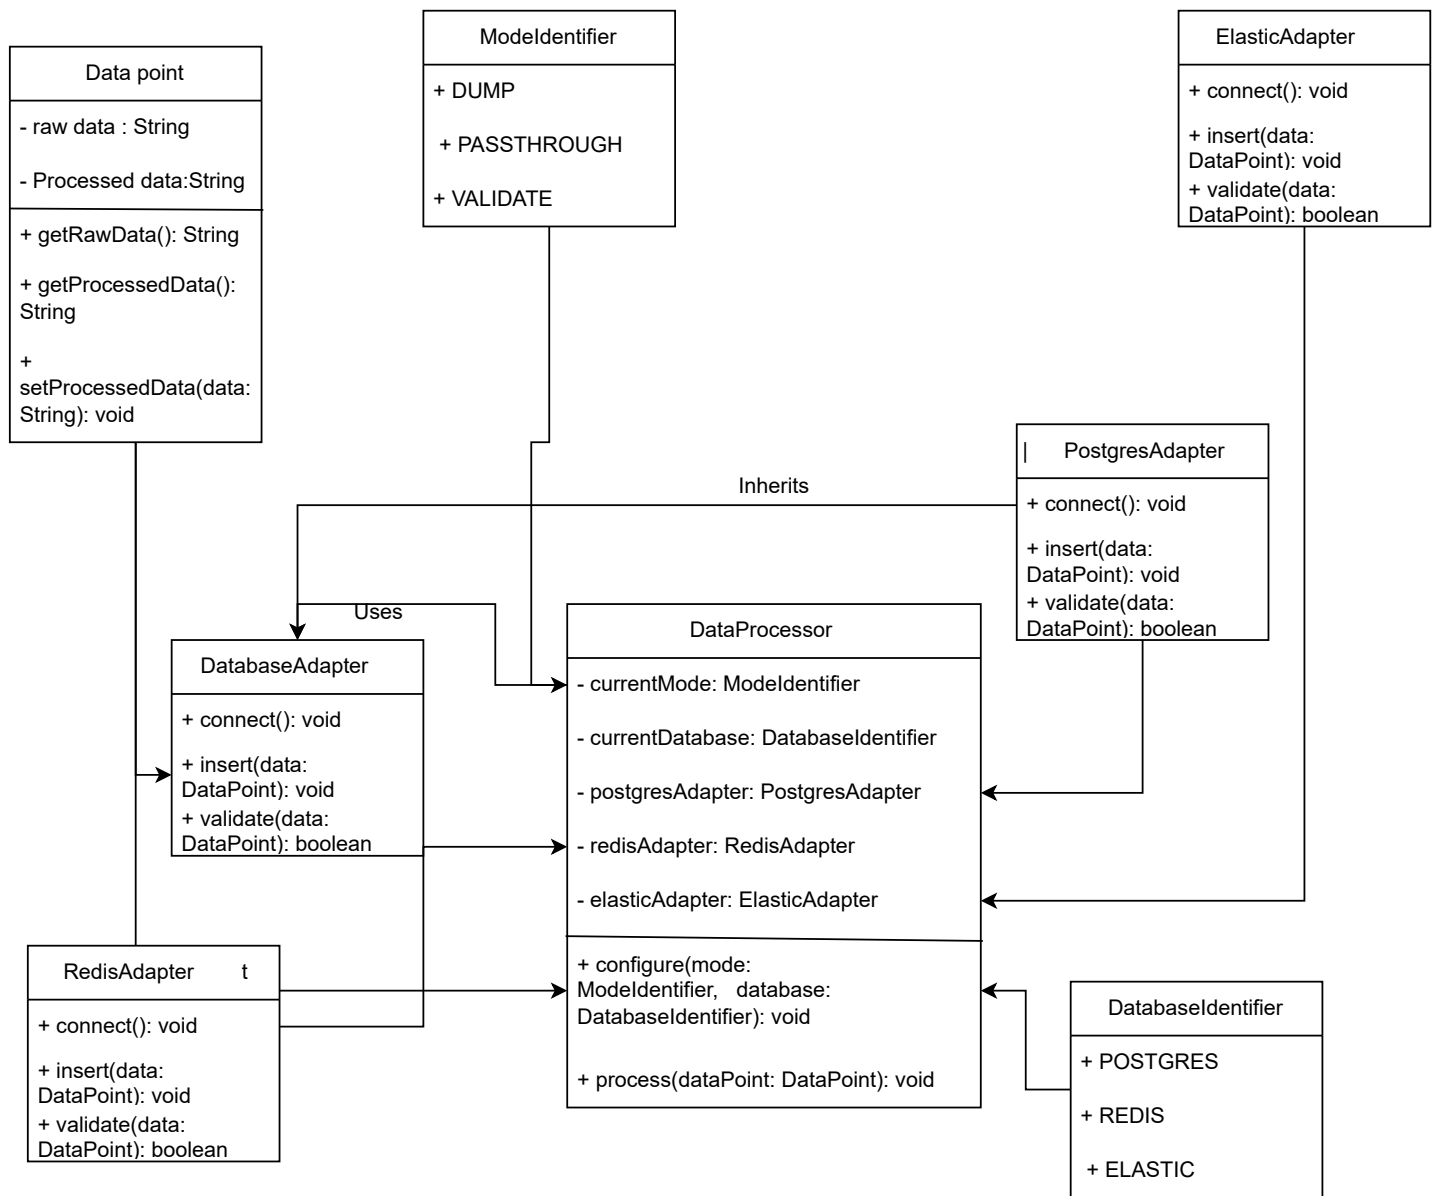 Data point
- raw data : String
- Processed data:String
+ getRawData(): String
+ getProcessedData():
String
+
setProcessedData(data:
String): void
ModeIdentifier
+ DUMP
+ PASSTHROUGH
+ VALIDATE
ElasticAdapter
+ connect(): void
+ insert(data:
DataPoint): void
+ validate(data:
DataPoint): boolean
| PostgresAdapter
+ connect(): void
+ insert(data:
DataPoint): void
+ validate(data:
DataPoint): boolean
Inherits
Uses
DatabaseAdapter
+ connect(): void
+ insert(data:
DataPoint): void
+ validate(data:
DataPoint): boolean
DataProcessor
- currentMode: ModeIdentifier
- currentDatabase: DatabaseIdentifier
- postgresAdapter: PostgresAdapter
- redisAdapter: RedisAdapter
- elasticAdapter: ElasticAdapter
+ configure(mode:
ModeIdentifier, database:
DatabaseIdentifier): void
+ process(dataPoint: DataPoint): void
RedisAdapter t
+ connect(): void
+ insert(data:
DataPoint): void
+ validate(data:
DataPoint): boolean
DatabaseIdentifier
+ POSTGRES
+ REDIS
+ ELASTIC